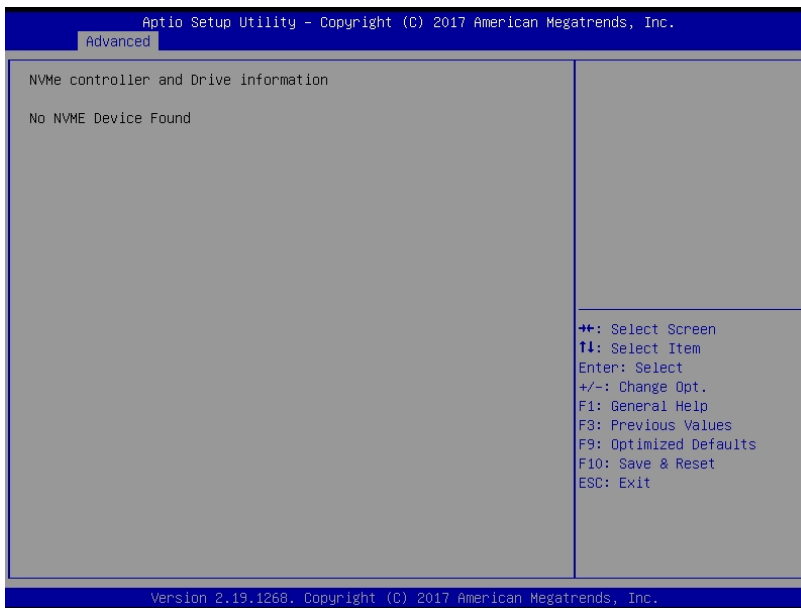 Aptio Setup Utility – Copyright (C) 2017 American Megatrends, Inc.
Advanced
NVMe controller and Drive information
No NVME Device Found
→←: Select Screen
↑↓: Select Item
Enter: Select
+/-: Change Opt.
F1: General Help
F3: Previous Values
F9: Optimized Defaults
F10: Save & Reset
ESC: Exit
Version 2.19.1268. Copyright (C) 2017 American Megatrends, Inc.